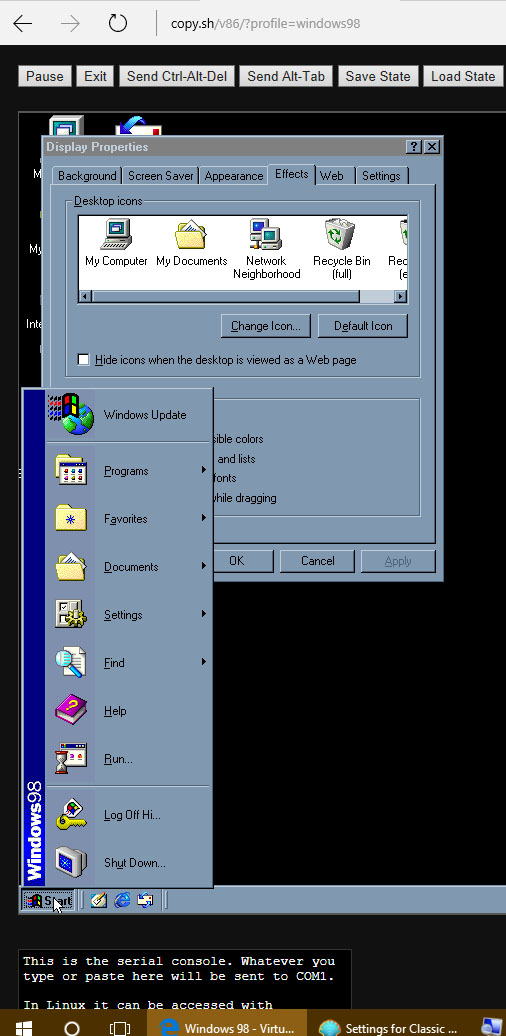 copy.sh/v86/?profile=windows98
Pause Exit Send Ctrl-Alt-Del Send Alt-Tab Save State Load State
Display Properties
Background Screen Saver Appearance Effects Web Settings
Desktop icons
My Computer My Documents Network Neighborhood Recycle Bin (full)
Change Icon... Default Icon
Hide icons when the desktop is viewed as a Web page
Windows Update
Programs
Favorites
Documents
Settings
Find
Help
Run...
Log Off Hi...
Shut Down...
Windows98
colors
and lists
fonts
while dragging
OK Cancel Apply
Start
This is the serial console. Whatever you
type or paste here will be sent to COM1.
In Linux it can be accessed with
Windows 98 - Virtu... Settings for Classic ...